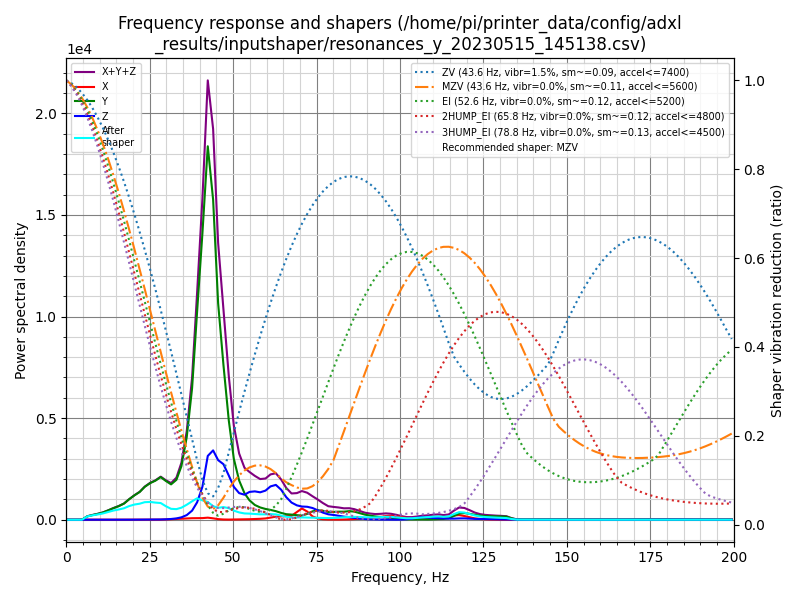 Frequency response and shapers (/home/pi/printer_data/config/adxl
_results/inputshaper/resonances_y_20230515_145138.csv)
1e4
X+Y+Z
X
Y
Z
After
shaper
ZV (43.6 Hz, vibr=1.5%, sm~=0.09, accel<=7400)
MZV (43.6 Hz, vibr=0.0%, sm~=0.11, accel<=5600)
EI (52.6 Hz, vibr=0.0%, sm~=0.12, accel<=5200)
2HUMP_EI (65.8 Hz, vibr=0.0%, sm~=0.12, accel<=4800)
3HUMP_EI (78.8 Hz, vibr=0.0%, sm~=0.13, accel<=4500)
Recommended shaper: MZV
Power spectral density
2.0
1.5
1.0
0.5
0.0
1.0
0.8
0.6
0.4
0.2
0.0
Shaper vibration reduction (ratio)
0 25 50 75 100 125 150 175 200
Frequency, Hz